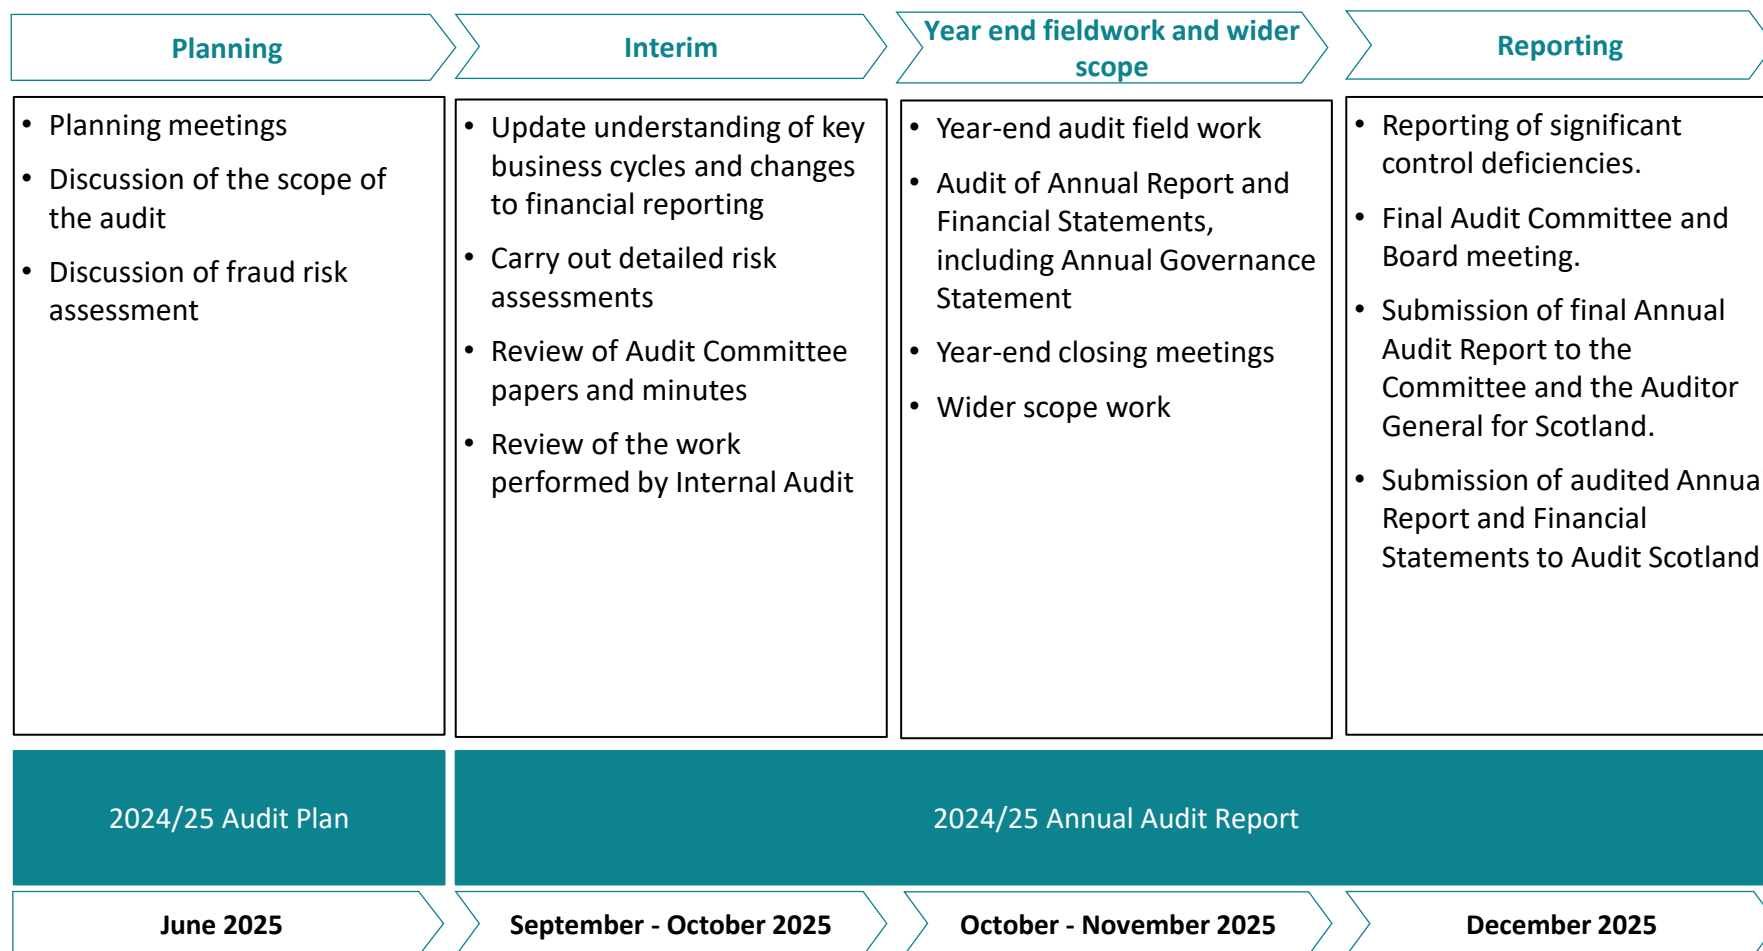 Planning
Interim
Year end fieldwork and wider
scope
Reporting
• Planning meetings
• Discussion of the scope of
the audit
• Discussion of fraud risk
assessment
• Update understanding of key
business cycles and changes
to financial reporting
• Carry out detailed risk
assessments
• Review of Audit Committee
papers and minutes
• Review of the work
performed by Internal Audit
• Year-end audit field work
• Audit of Annual Report and
Financial Statements,
including Annual Governance
Statement
• Year-end closing meetings
• Wider scope work
• Reporting of significant
control deficiencies.
• Final Audit Committee and
Board meeting.
• Submission of final Annual
Audit Report to the
Committee and the Auditor
General for Scotland.
• Submission of audited Annua
Report and Financial
Statements to Audit Scotland
2024/25 Audit Plan
2024/25 Annual Audit Report
June 2025
September - October 2025
October - November 2025
December 2025